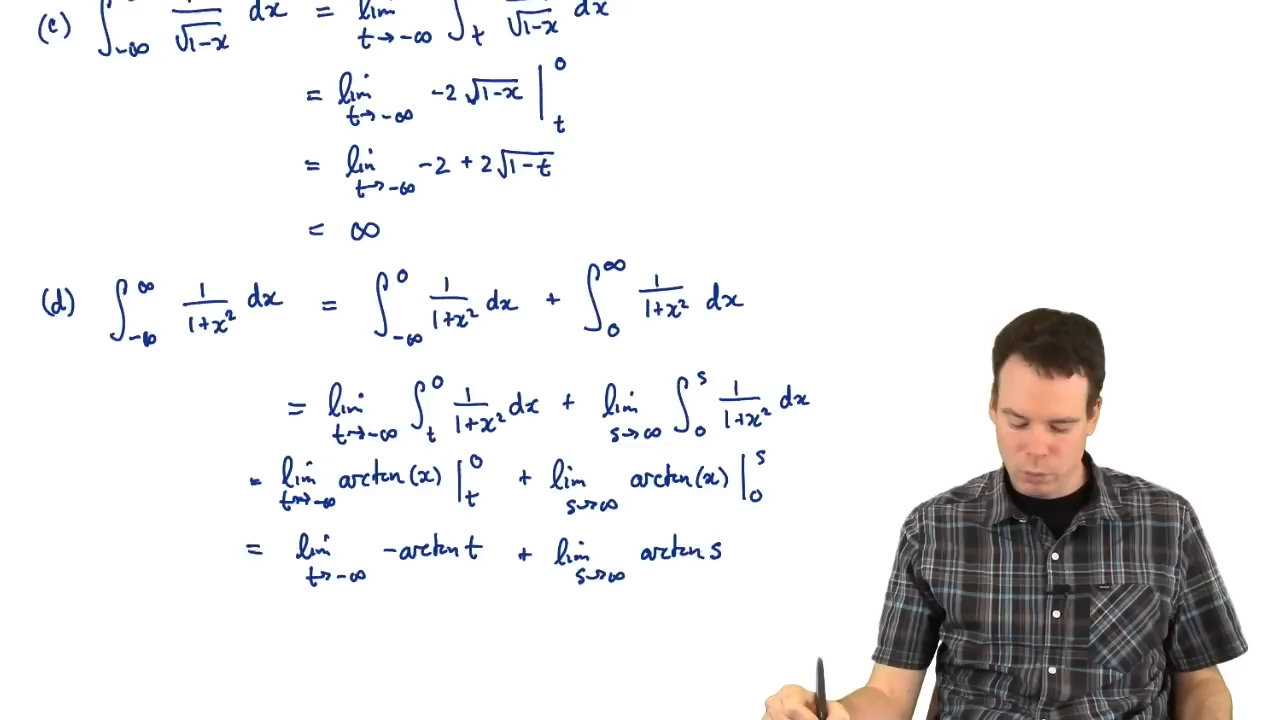 (c) ∫_{-∞} 1/√(1-x) dx = lim_{t→-∞} ∫_t 1/√(1-x) dx
= lim_{t→-∞} -2√(1-x) |_t^0
= lim_{t→-∞} -2 + 2√(1-t)
= ∞
(d) ∫_{-∞}^{∞} 1/(1+x²) dx = ∫_{-∞}^0 1/(1+x²) dx + ∫_0^∞ 1/(1+x²) dx
= lim_{t→-∞} ∫_t^0 1/(1+x²) dx + lim_{s→∞} ∫_0^s 1/(1+x²) dx
= lim_{t→-∞} arctan(x) |_t^0 + lim_{s→∞} arctan(x) |_0^s
= lim_{t→-∞} -arctan t + lim_{s→∞} arctan s